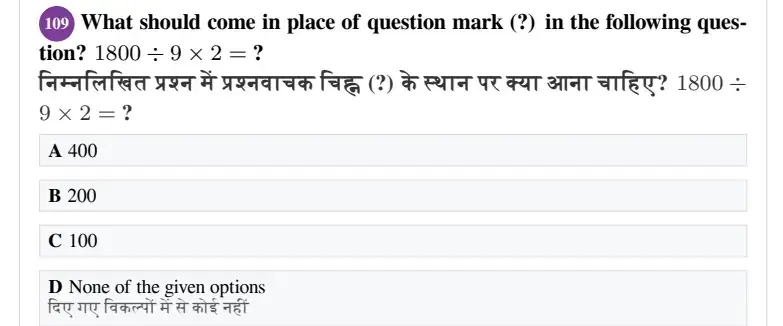 109 What should come in place of question mark (?) in the following ques-
tion? 1800 ÷ 9 × 2 = ?
निम्नलिखित प्रश्न में प्रश्नवाचक चिह्न (?) के स्थान पर क्या आना चाहिए? 1800 ÷
9 × 2 = ?
A 400
B 200
C 100
D None of the given options
दिए गए विकल्पों में से कोई नहीं